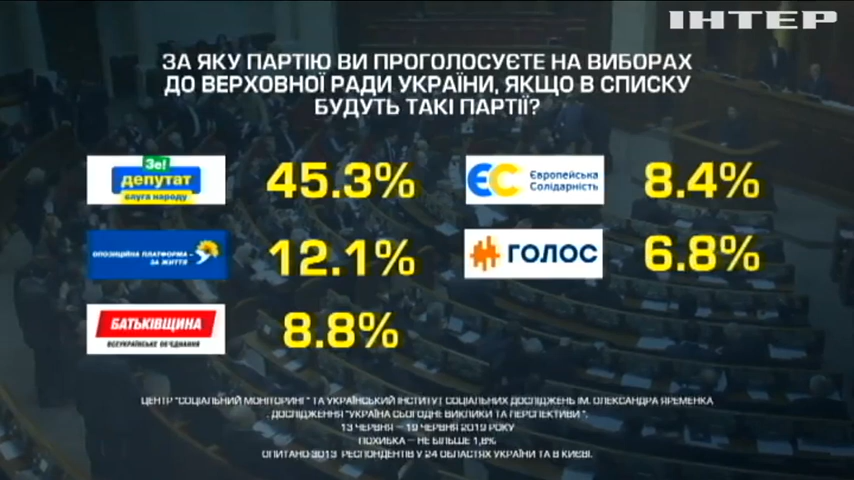 ІНТЕР
ЗА ЯКУ ПАРТІЮ ВИ ПРОГОЛОСУЄТЕ НА ВИБОРАХ
ДО ВЕРХОВНОЇ РАДИ УКРАЇНИ, ЯКЩО В СПИСКУ
БУДУТЬ ТАКІ ПАРТІЇ?
Зе!
депутат
слуга народу
45.3%
ЄС Європейська
Солідарність
8.4%
ОПОЗИЦІЙНА ПЛАТФОРМА –
ЗА ЖИТТЯ
12.1%
ГОЛОС
6.8%
БАТЬКІВЩИНА
ВСЕУКРАЇНСЬКЕ ОБ'ЄДНАННЯ
8.8%
ЦЕНТР "СОЦІАЛЬНИЙ МОНІТОРИНГ" ТА УКРАЇНСЬКИЙ ІНСТИТУТ СОЦІАЛЬНИХ ДОСЛІДЖЕНЬ ІМ. ОЛЕКСАНДРА ЯРЕМЕНКА
. ДОСЛІДЖЕННЯ "УКРАЇНА СЬОГОДНІ: ВИКЛИКИ ТА ПЕРСПЕКТИВИ".
13 ЧЕРВНЯ – 19 ЧЕРВНЯ 2019 РОКУ
ПОХИБКА – НЕ БІЛЬШЕ 1,8%
ОПИТАНО 3013 РЕСПОНДЕНТІВ У 24 ОБЛАСТЯХ УКРАЇНИ ТА В КИЄВІ.